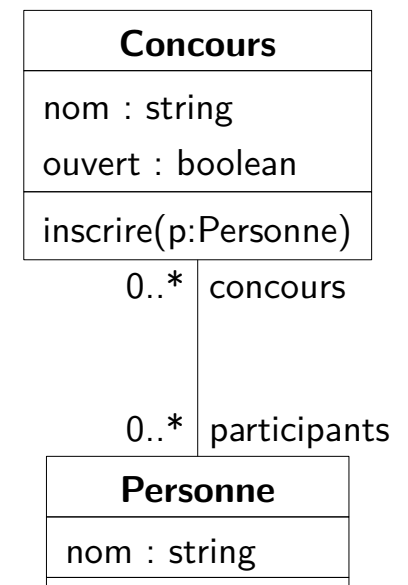 Concours
nom : string
ouvert : boolean
inscrire(p:Personne)
0..* concours
0..* participants
Personne
nom : string